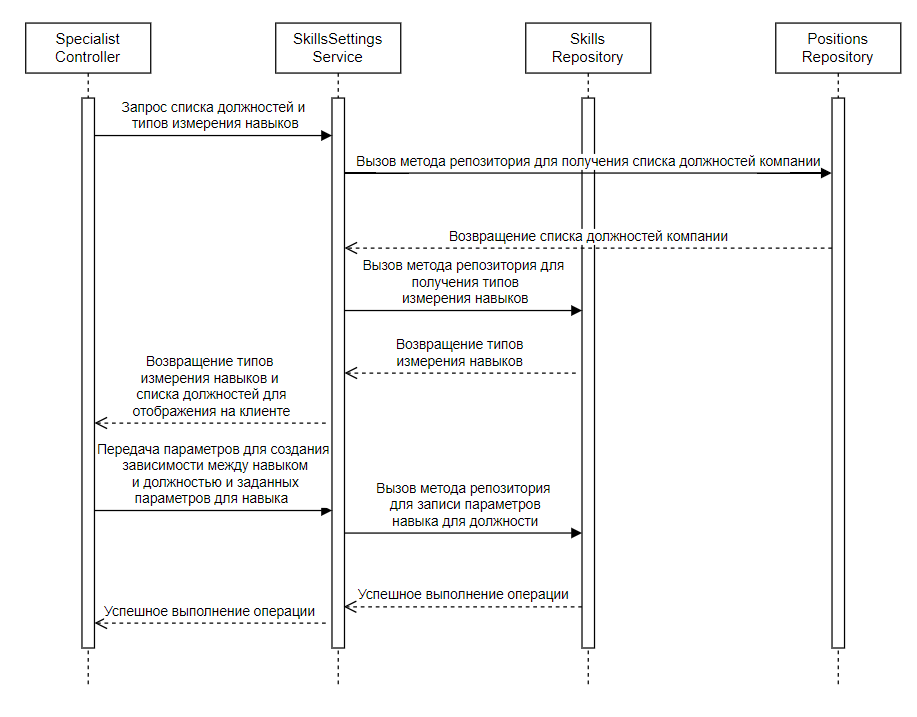 Specialist
Controller
SkillsSettings
Service
Skills
Repository
Positions
Repository
Запрос списка должностей и
типов измерения навыков
Вызов метода репозитория для получения списка должностей компании
Возвращение списка должностей компании
Вызов метода репозитория для
получения типов
измерения навыков
Возвращение типов
измерения навыков
Возвращение типов
измерения навыков и
списка должностей для
отображения на клиенте
Передача параметров для создания
зависимости между навыком
и должностью и заданных
параметров для навыка
Вызов метода репозитория
для записи параметров
навыка для должности
Успешное выполнение операции
Успешное выполнение операции